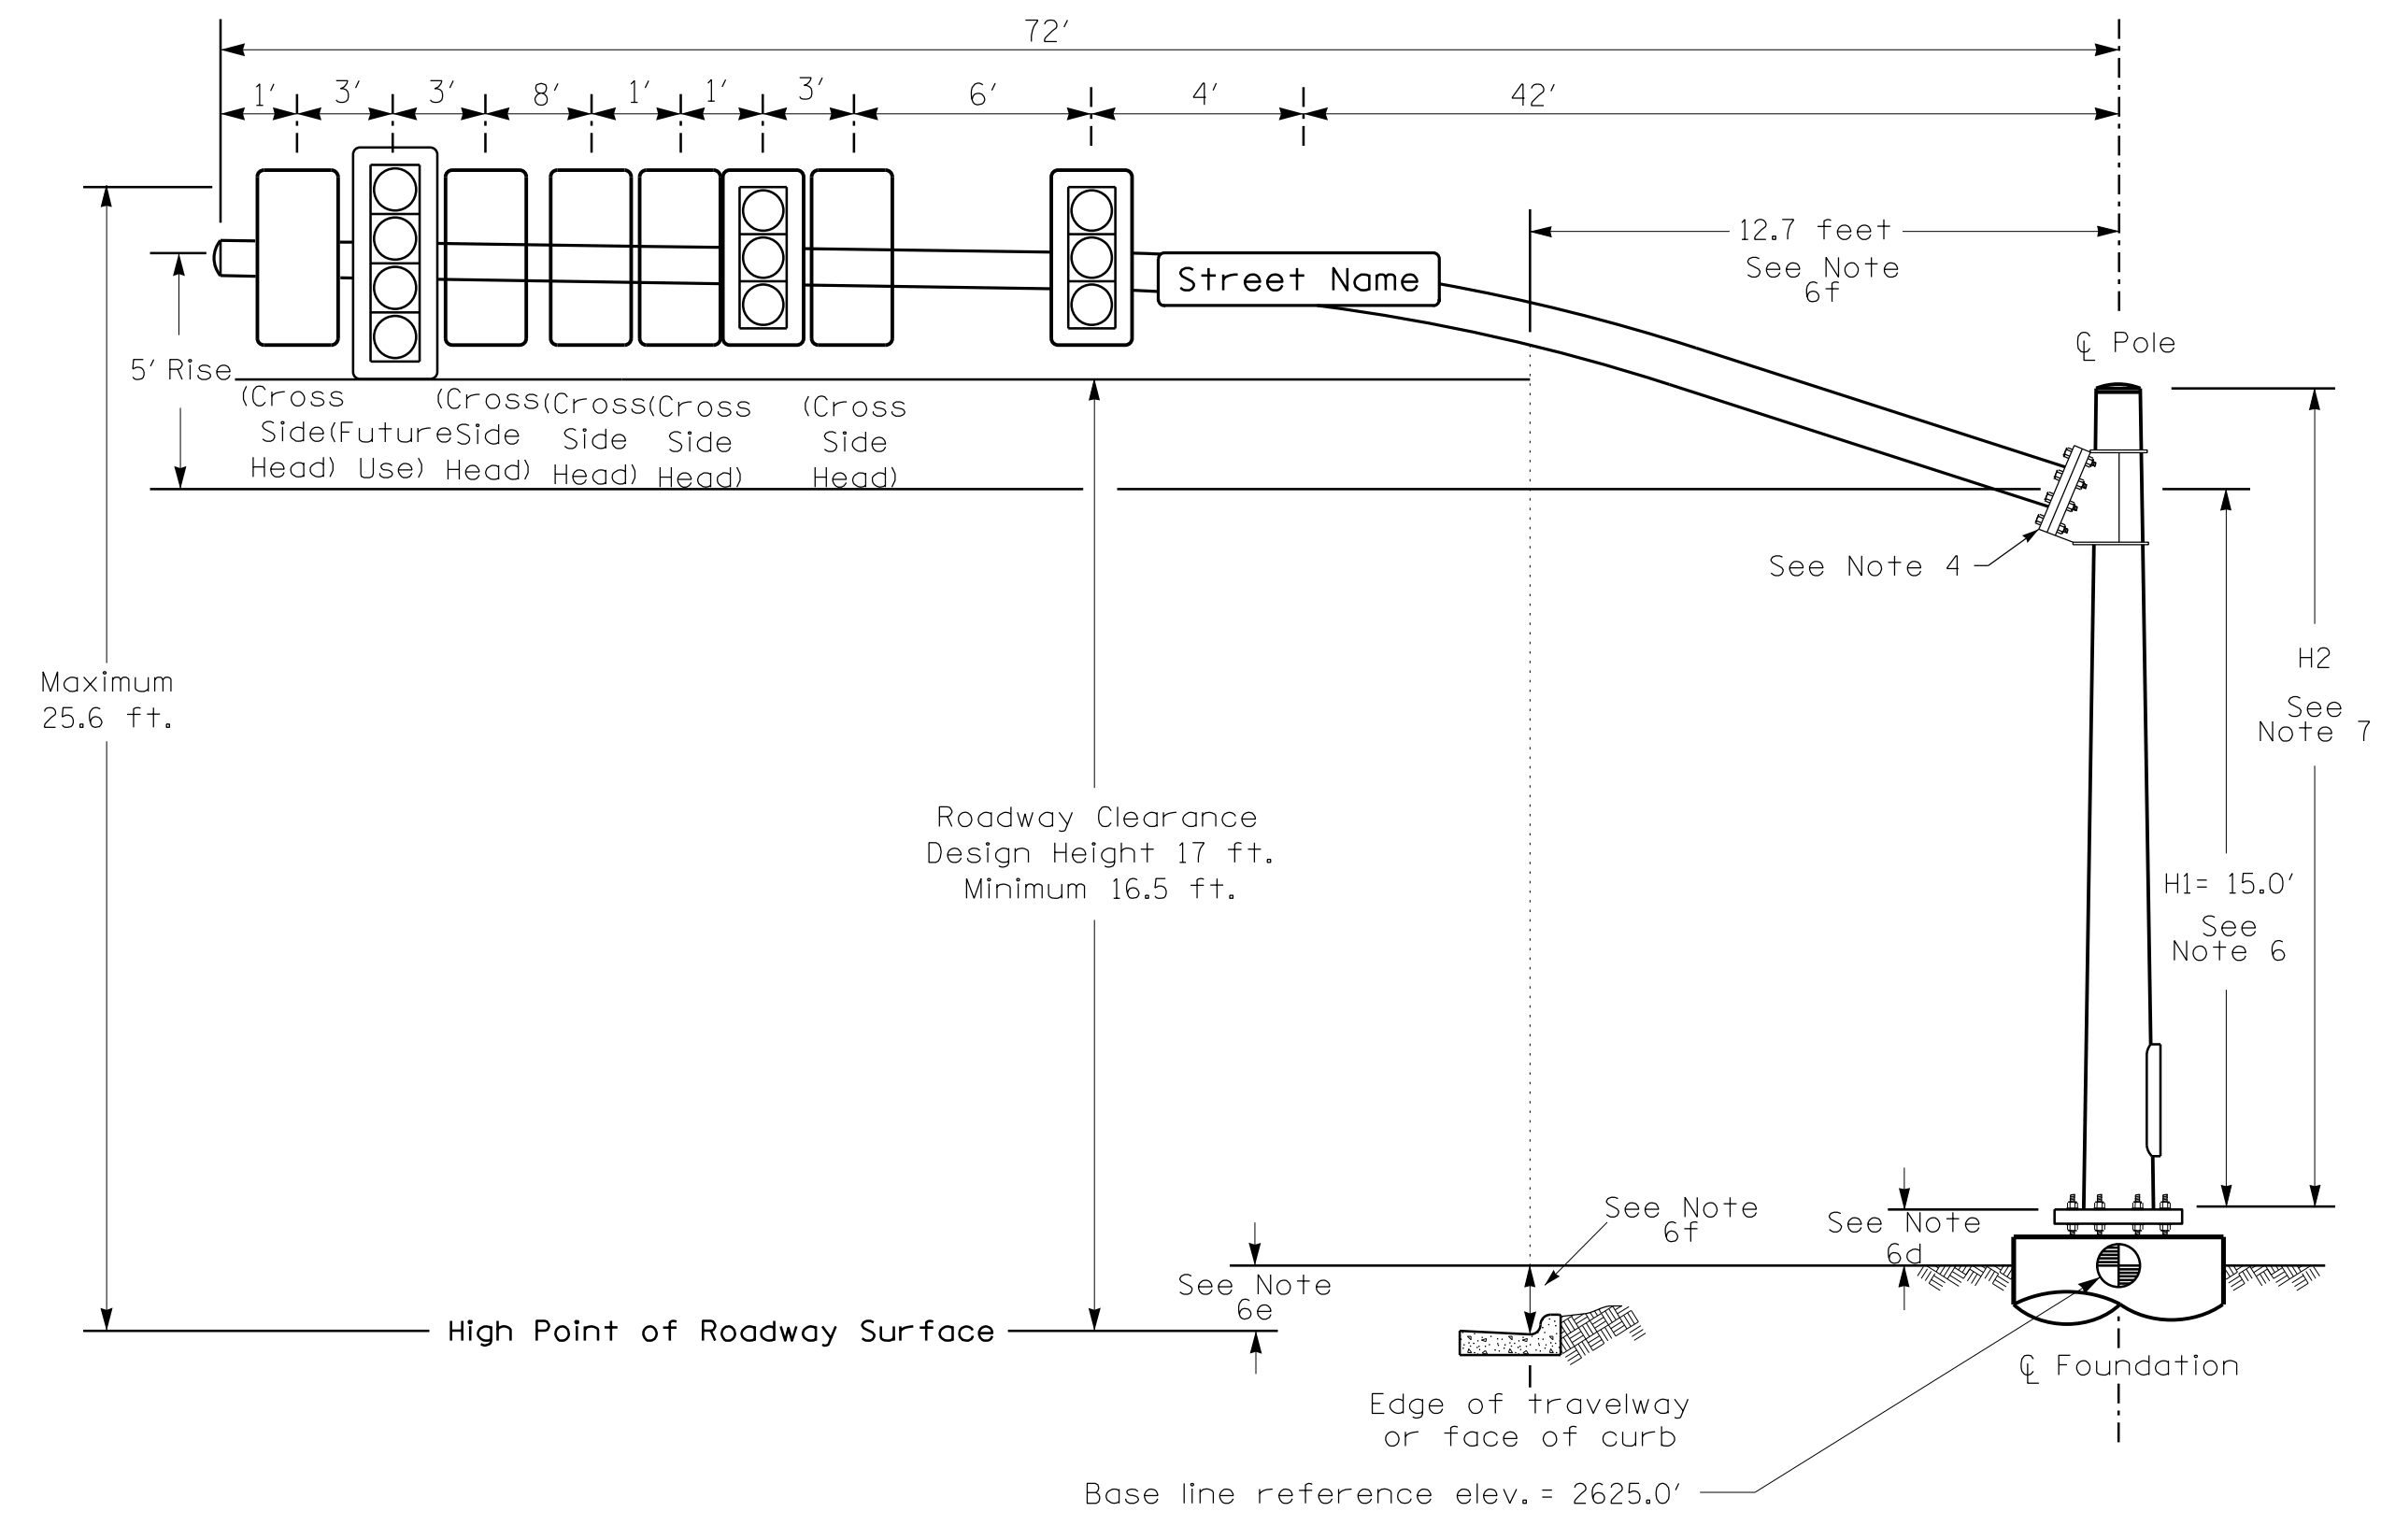 72'
1' 3' 3' 8' 1' 1' 3' 6' 4' 42'
12.7 feet
See Note
6f
Street Name
℄ Pole
5' Rise
(Cross
Side
Head)
(Future
Use)
(Cross
Side
Head)
(Cross
Side
Head)
(Cross
Side
Head)
(Cross
Side
Head)
See Note 4
Maximum
25.6 ft.
H2
See
Note 7
Roadway Clearance
Design Height 17 ft.
Minimum 16.5 ft.
H1= 15.0'
See
Note 6
See Note
6f
See Note
6d
See Note
6e
High Point of Roadway Surface
℄ Foundation
Edge of travelway
or face of curb
Base line reference elev. = 2625.0'